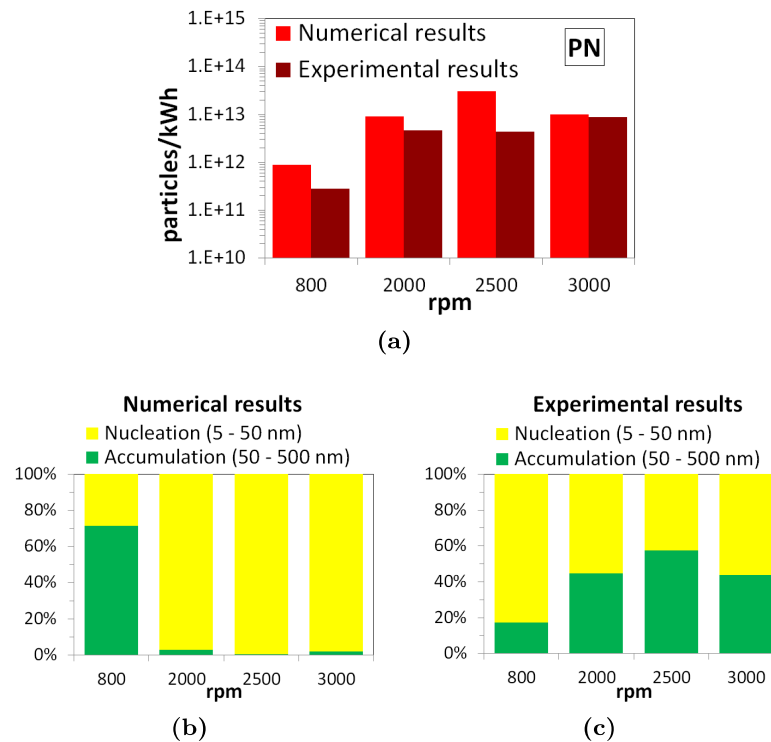 1.E+15
1.E+14
1.E+13
1.E+12
1.E+11
1.E+10
particles/kWh
Numerical results
Experimental results
PN
800 2000 2500 3000
rpm
(a)
Numerical results
Nucleation (5 - 50 nm)
Accumulation (50 - 500 nm)
100%
80%
60%
40%
20%
0%
800 2000 2500 3000
rpm
(b)
Experimental results
Nucleation (5 - 50 nm)
Accumulation (50 - 500 nm)
100%
80%
60%
40%
20%
0%
800 2000 2500 3000
rpm
(c)